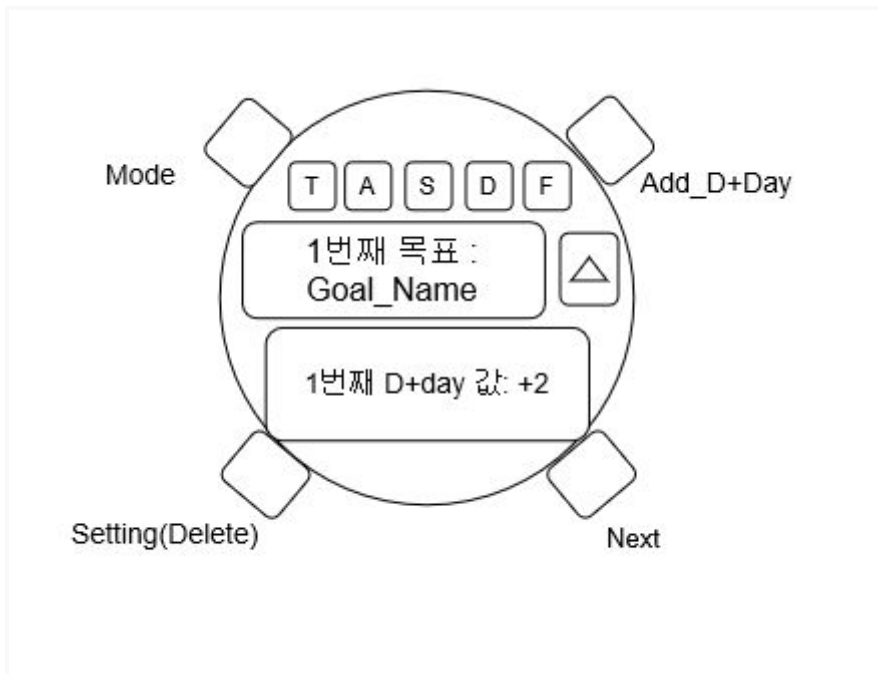 Mode
Add_D+Day
T A S D F
1번째 목표 :
Goal_Name
1번째 D+day 값: +2
Setting(Delete)
Next